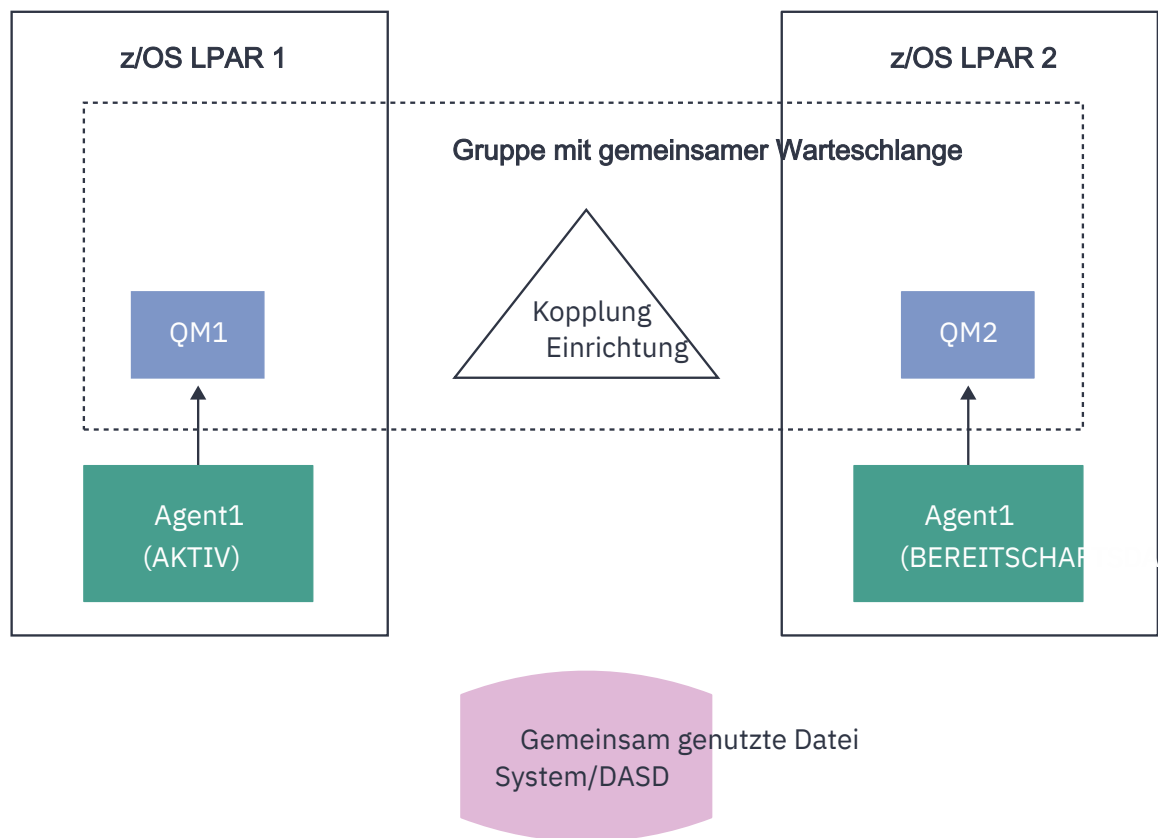 z/OS LPAR 1
z/OS LPAR 2
Gruppe mit gemeinsamer Warteschlange
Kopplung
Einrichtung
QM1
QM2
Agent1
(AKTIV)
Agent1
Gemeinsam genutzte Datei
System/DASD